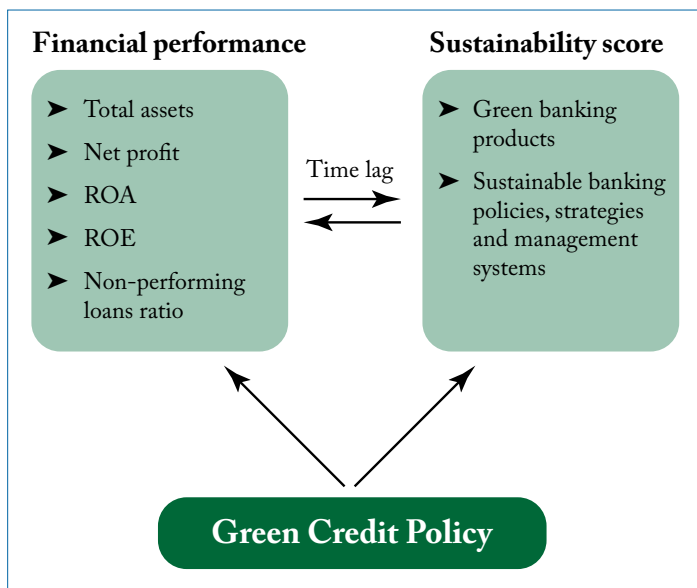 Financial performance
Total assets
Net profit
ROA
ROE
Non-performing
loans ratio
Time lag
Sustainability score
Green banking
products
Sustainable banking
policies, strategies
and management
systems
Green Credit Policy